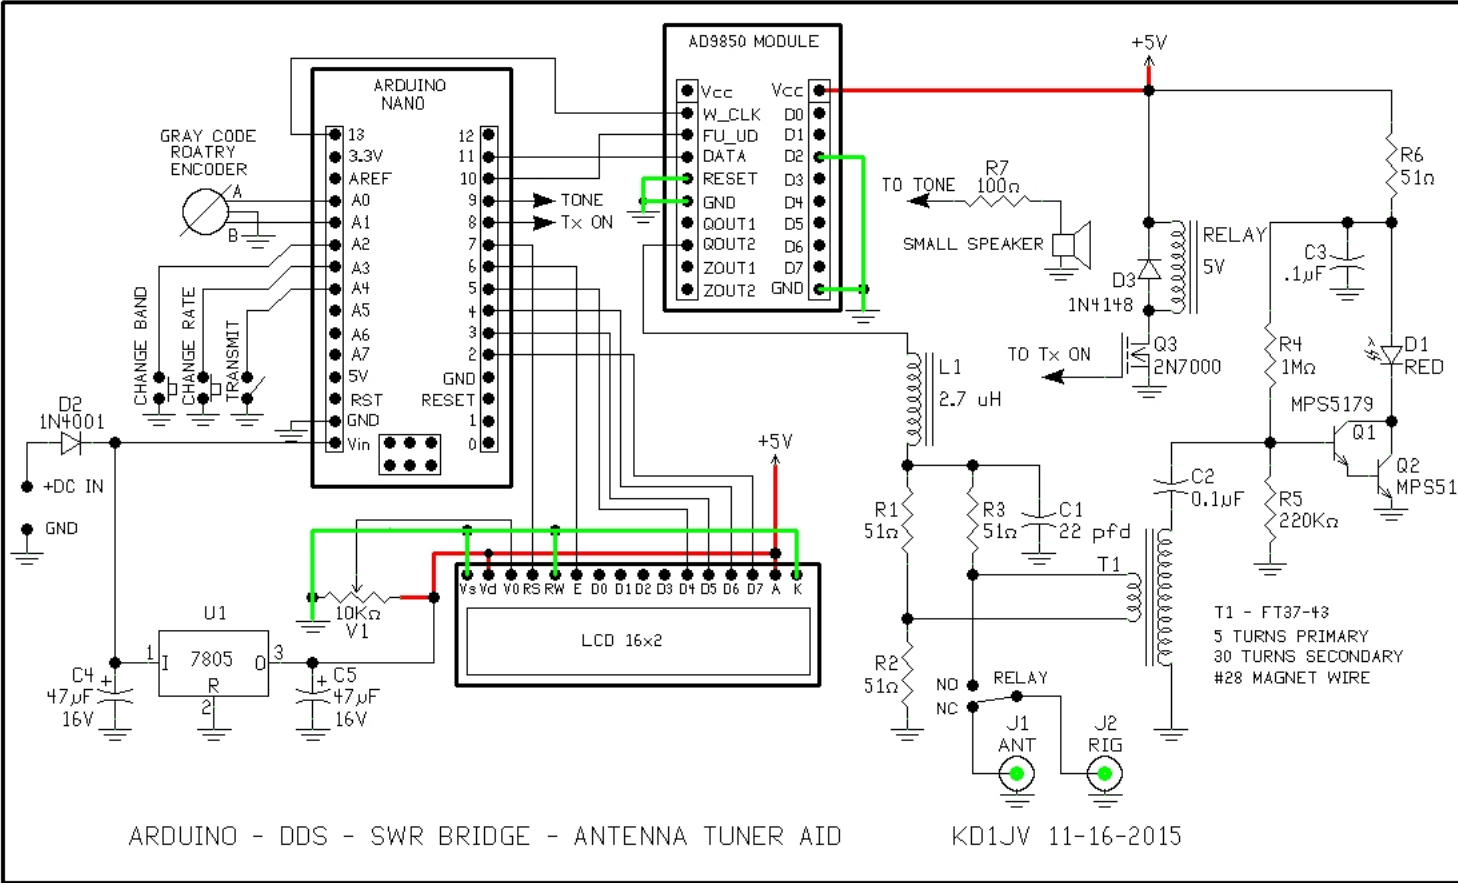 AD9850 MODULE
Vcc
W_CLK
FU_UD
DATA
RESET
GND
QOUT1
QOUT2
ZOUT1
ZOUT2
Vcc
D0
D1
D2
D3
D4
D5
D6
D7
GND
+5V
ARDUINO
NANO
13
3.3V
AREF
A0
A1
A2
A3
A4
A5
A6
A7
5V
RST
GND
Vin
12
11
10
9
8
7
6
5
4
3
2
GND
RESET
1
0
TONE
Tx ON
GRAY CODE
ROATRY
ENCODER
A
B
CHANGE BAND
CHANGE RATE
TRANSMIT
D2
1N4001
+DC IN
GND
R7
100Ω
TO TONE
SMALL SPEAKER
RELAY
5V
D3
1N4148
TO Tx ON
Q3
2N7000
R6
51Ω
C3
.1µF
R4
1MΩ
D1
RED
MPS5179
Q1
Q2
MPS51
L1
2.7 uH
+5V
R1
51Ω
R3
51Ω
C1
22 pfd
C2
0.1µF
R5
220KΩ
T1
T1 - FT37-43
5 TURNS PRIMARY
30 TURNS SECONDARY
#28 MAGNET WIRE
R2
51Ω
NO
NC
RELAY
J1
ANT
J2
RIG
10KΩ
V1
Vs Vd V0 RS RW E D0 D1 D2 D3 D4 D5 D6 D7 A K
LCD 16x2
U1
1 I 7805 O 3
R
2
C4 +
47µF
16V
+ C5
47µF
16V
ARDUINO - DDS - SWR BRIDGE - ANTENNA TUNER AID KD1JV 11-16-2015